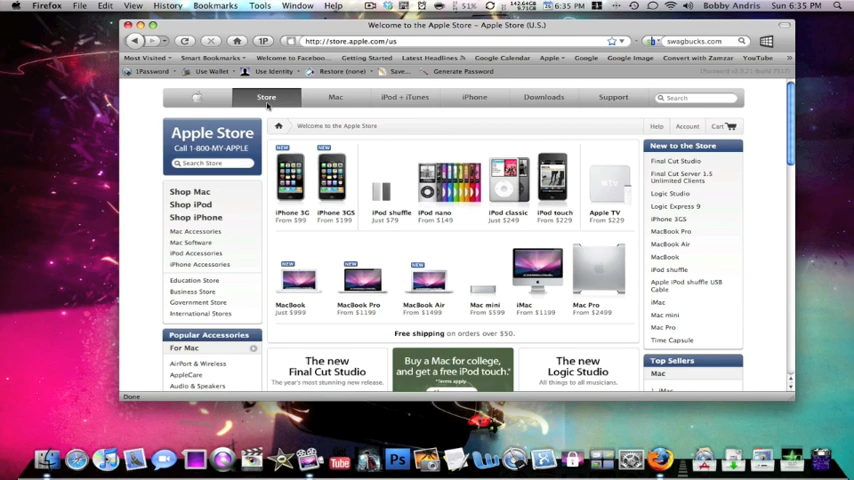 Firefox File Edit View History Bookmarks Tools Window Help 51% 6:35 PM Bobby Andris Sun 6:35 PM
Welcome to the Apple Store – Apple Store (U.S.)
1P http://store.apple.com/us swagbucks.com
Most Visited Smart Bookmarks Welcome to Faceboo... Getting Started Latest Headlines Google Calendar Apple Google Google Image Amazon Convert with Zamzar YouTube
1Password Use Wallet Use Identity Restore (none) Save... Generate Password
Store Mac iPod + iTunes iPhone Downloads Support Search
Welcome to the Apple Store Help Account Cart
Apple Store
Call 1-800-MY-APPLE
Search Store
Shop Mac
Shop iPod
Shop iPhone
Mac Accessories
Mac Software
iPod Accessories
iPhone Accessories
Education Store
Business Store
Government Store
International Stores
Popular Accessories
For Mac
AirPort & Wireless
AppleCare
Audio & Speakers
NEW NEW
iPhone 3G iPhone 3GS iPod shuffle iPod nano iPod classic iPod touch Apple TV
From $99 From $199 Just $79 From $149 Just $249 From $229 From $229
NEW NEW NEW
MacBook MacBook Pro MacBook Air Mac mini iMac Mac Pro
Just $999 From $1199 From $1499 From $599 From $1199 From $2499
Free shipping on orders over $50.
The new
Final Cut Studio
The year's most stunning new release.
Buy a Mac for college,
and get a free iPod touch.*
*Terms apply.
The new
Logic Studio
All things to all musicians.
New to the Store
Final Cut Studio
Final Cut Server 1.5
Unlimited Clients
Logic Studio
Logic Express 9
iPhone 3GS
MacBook Pro
MacBook Air
MacBook
iPod shuffle
Apple iPod shuffle USB
Cable
iMac
Mac mini
Mac Pro
Time Capsule
Top Sellers
Mac
Done
You
Tube
Ps